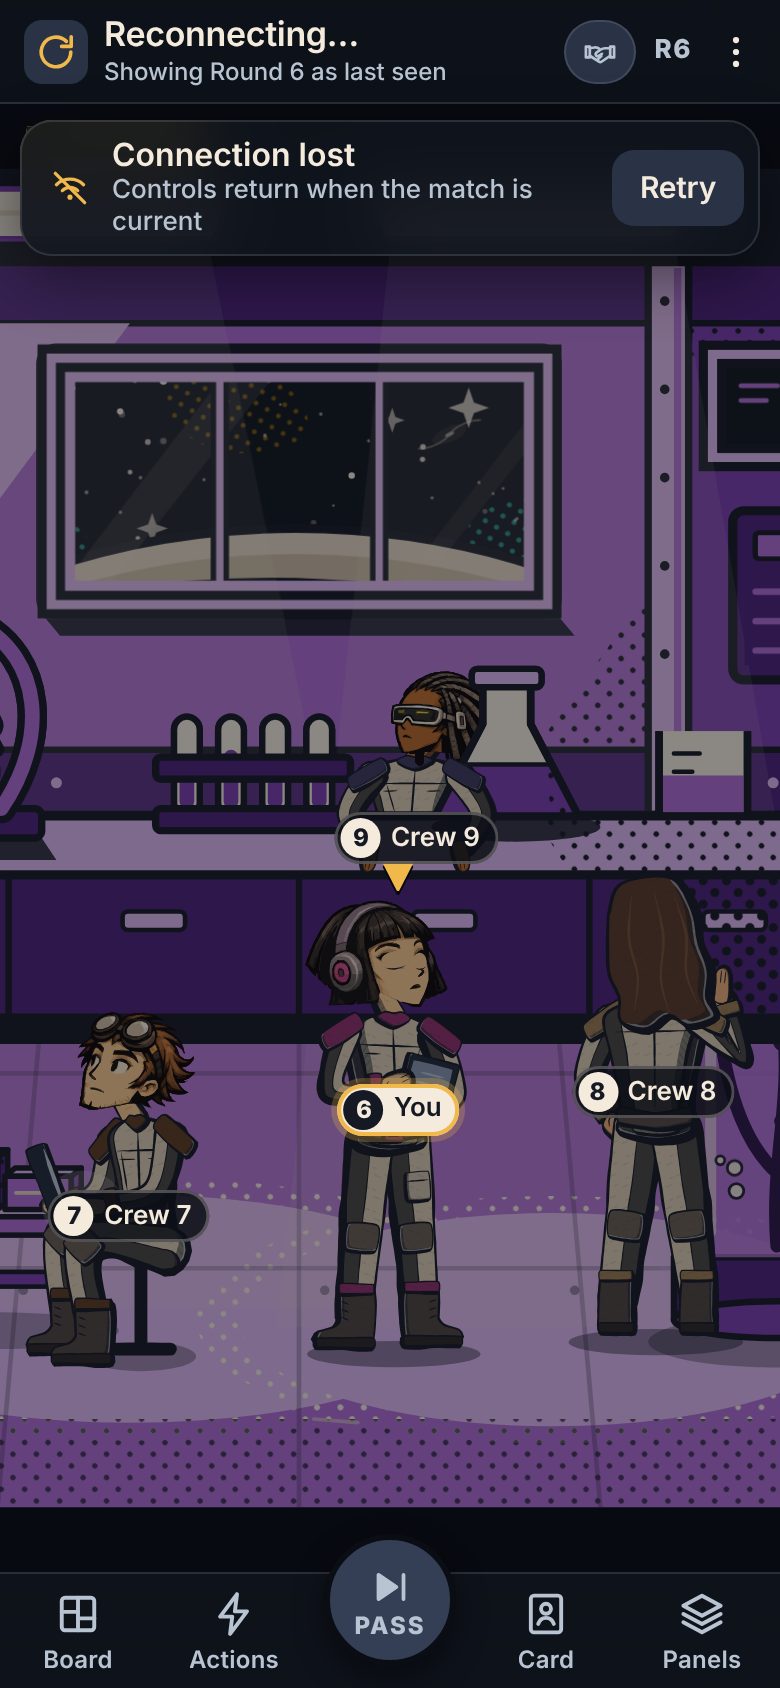 Reconnecting...
R6
Showing Round 6 as last seen
Connection lost
Controls return when the match is
current
Retry
9 Crew 9
6 You
8 Crew 8
7 Crew 7
PASS
Board
Actions
Card
Panels